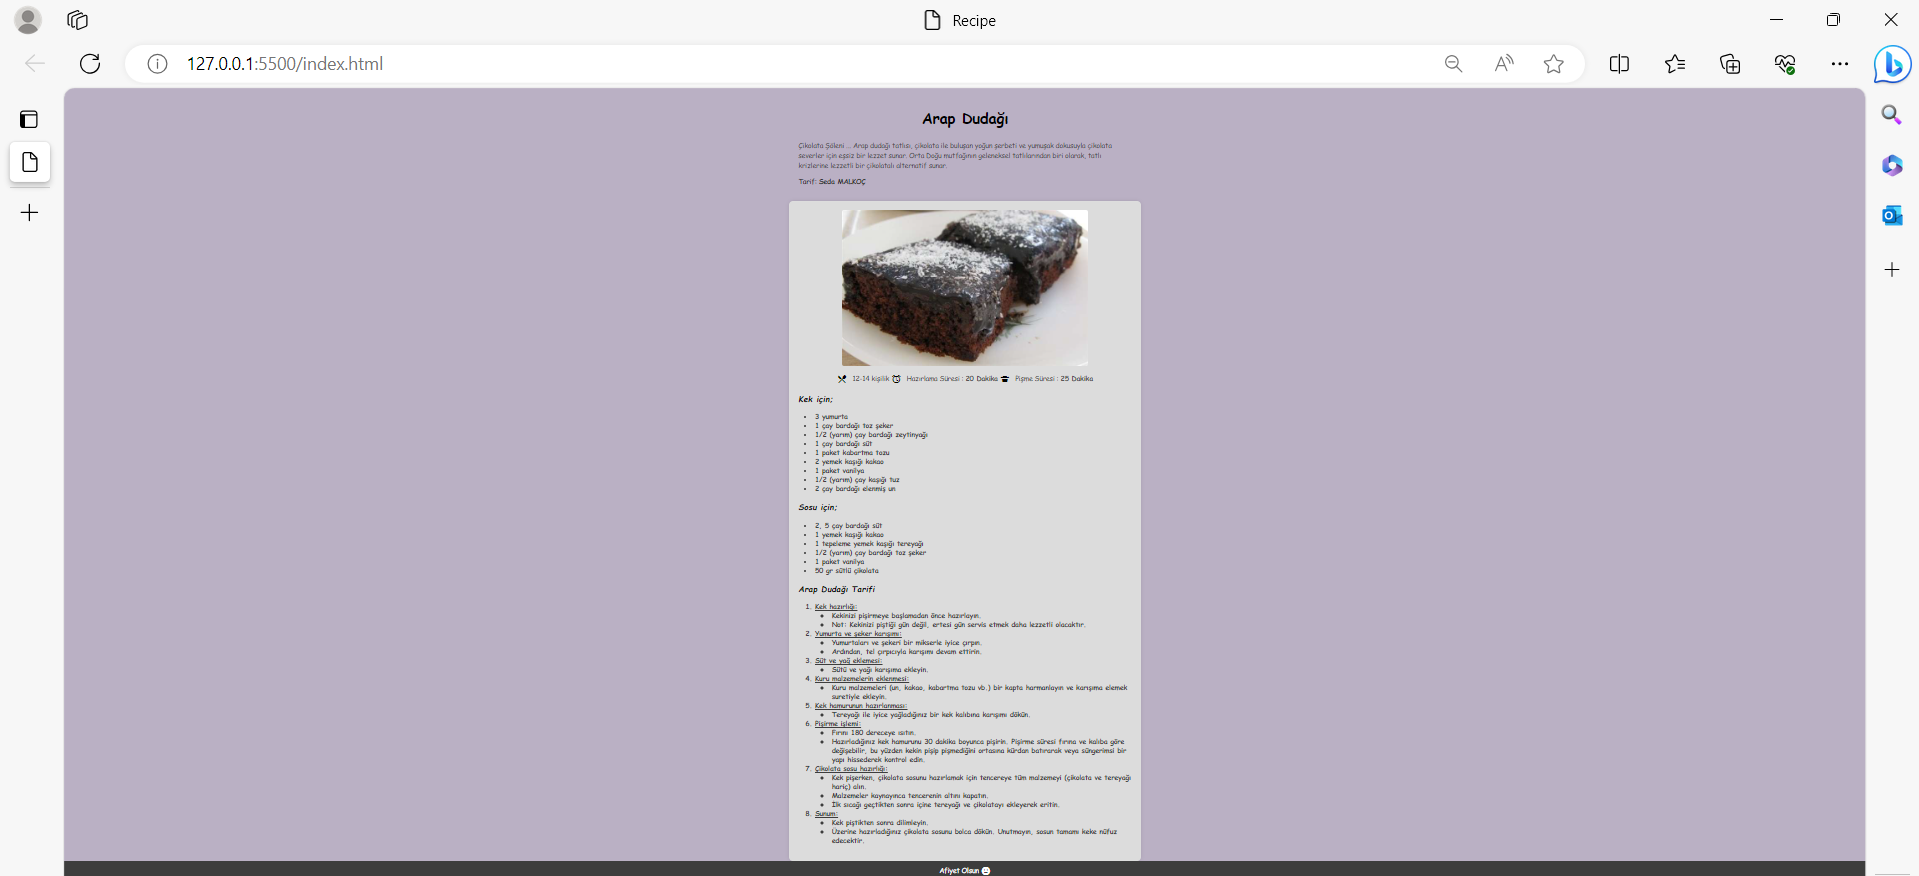 Recipe
127.0.0.1:5500/index.html
Arap Dudağı
Çikolata Şöleni ... Arap dudağı tatlısı, çikolata ile buluşan yoğun şerbeti ve yumuşak dokusuyla çikolata
severler için eşsiz bir lezzet sunar. Orta Doğu mutfağının geleneksel tatlılarından biri olarak, tatlı
krizlerine lezzetli bir çikolatalı alternatif sunar.
Tarif: Seda MALKOÇ
12-14 kişilik Hazırlama Süresi : 20 Dakika Pişme Süresi : 25 Dakika
Kek için;
• 3 yumurta
• 1 çay bardağı toz şeker
• 1/2 (yarım) çay bardağı zeytinyağı
• 1 çay bardağı süt
• 1 paket kabartma tozu
• 2 yemek kaşığı kakao
• 1 paket vanilya
• 1/2 (yarım) çay kaşığı tuz
• 2 çay bardağı elenmiş un
Sosu için;
• 2, 5 çay bardağı süt
• 1 yemek kaşığı kakao
• 1 tepeleme yemek kaşığı tereyağı
• 1/2 (yarım) çay bardağı toz şeker
• 1 paket vanilya
• 50 gr sütlü çikolata
Arap Dudağı Tarifi
1. Kek hazırlığı:
• Kekinizi pişirmeye başlamadan önce hazırlayın.
• Not: Kekinizi piştiği gün değil, ertesi gün servis etmek daha lezzetli olacaktır.
2. Yumurta ve şeker karışımı:
• Yumurtaları ve şekeri bir mikserle iyice çırpın.
• Ardından, tel çırpıcıyla karışımı devam ettirin.
3. Süt ve yağ eklemesi:
• Sütü ve yağı karışıma ekleyin.
4. Kuru malzemelerin eklenmesi:
• Kuru malzemeleri (un, kakao, kabartma tozu vb.) bir kapta harmanlayın ve karışıma elemek
suretiyle ekleyin.
5. Kek hamurunun hazırlanması:
• Tereyağı ile iyice yağladığınız bir kek kalıbına karışımı dökün.
6. Pişirme işlemi:
• Fırını 180 dereceye ısıtın.
• Hazırladığınız kek hamurunu 30 dakika boyunca pişirin. Pişirme süresi fırına ve kalıba göre
değişebilir, bu yüzden kekin pişip pişmediğini ortasına kürdan batırarak veya süngerimsi bir
yapı hissederek kontrol edin.
7. Çikolata sosu hazırlığı:
• Kek pişerken, çikolata sosunu hazırlamak için tencereye tüm malzemeyi (çikolata ve tereyağı
hariç) alın.
• Malzemeler kaynayınca tencerenin altını kapatın.
• İlk sıcağı geçtikten sonra içine tereyağı ve çikolatayı ekleyerek eritin.
8. Sunum:
• Kek piştikten sonra dilimleyin.
• Üzerine hazırladığınız çikolata sosunu bolca dökün. Unutmayın, sosun tamamı keke nüfuz
edecektir.
Afiyet Olsun